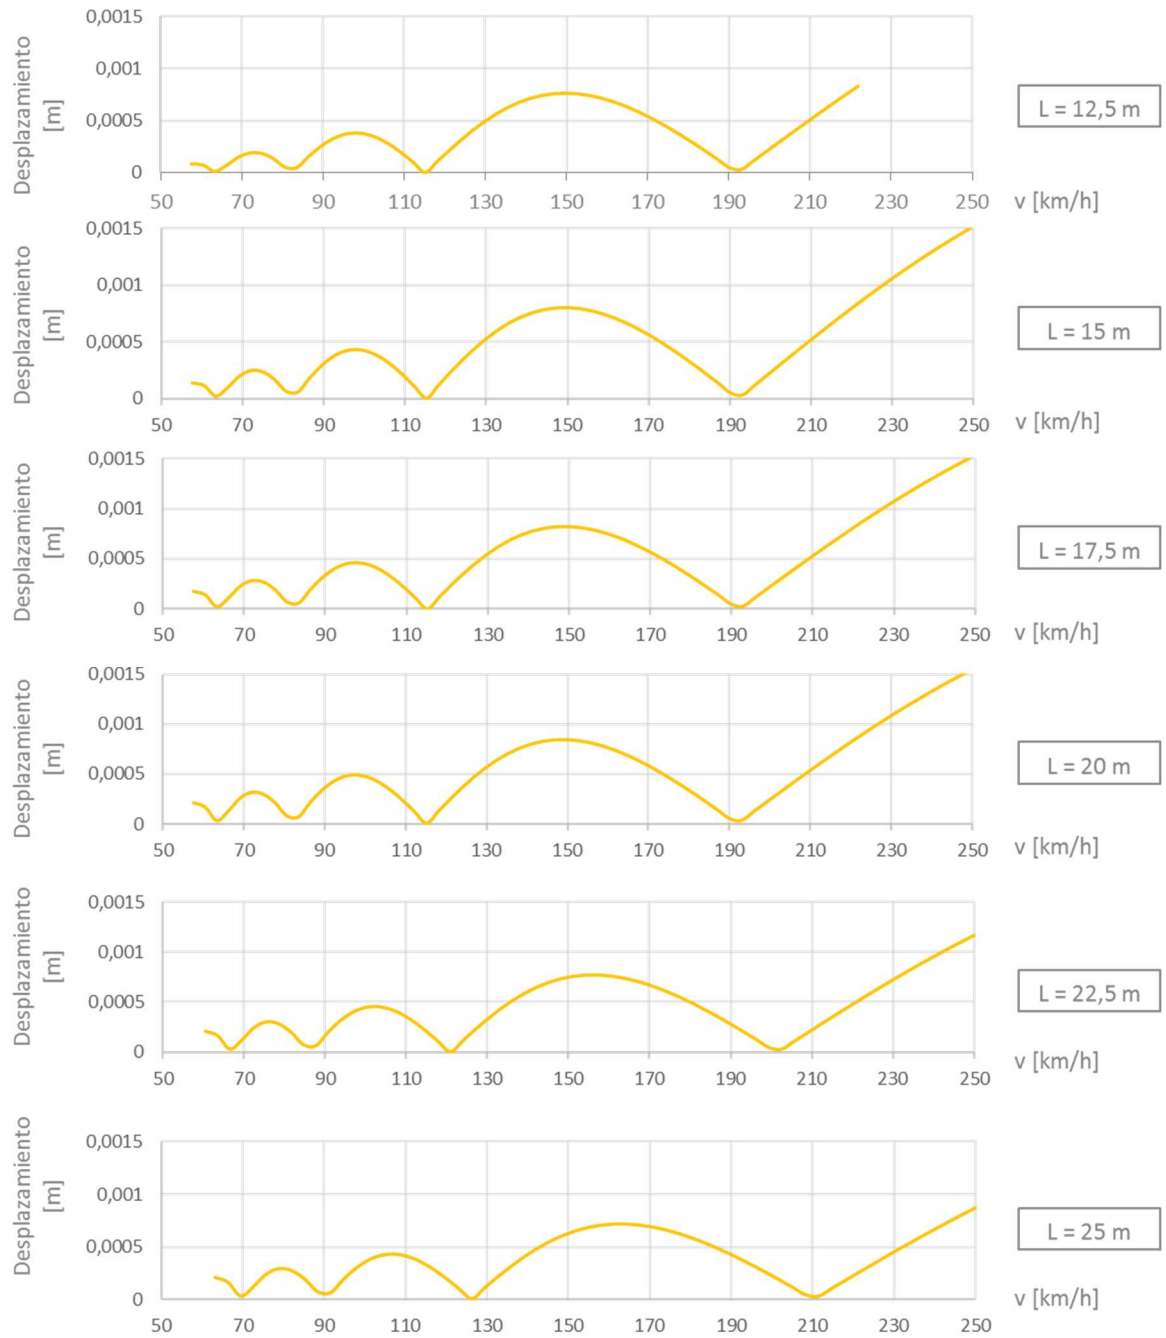 Desplazamiento
[m]
0,0015
0,001
0,0005
0
50 70 90 110 130 150 170 190 210 230 250
v [km/h]
L = 12,5 m
Desplazamiento
[m]
0,0015
0,001
0,0005
0
50 70 90 110 130 150 170 190 210 230 250
v [km/h]
L = 15 m
Desplazamiento
[m]
0,0015
0,001
0,0005
0
50 70 90 110 130 150 170 190 210 230 250
v [km/h]
L = 17,5 m
Desplazamiento
[m]
0,0015
0,001
0,0005
0
50 70 90 110 130 150 170 190 210 230 250
v [km/h]
L = 20 m
Desplazamiento
[m]
0,0015
0,001
0,0005
0
50 70 90 110 130 150 170 190 210 230 250
v [km/h]
L = 22,5 m
Desplazamiento
[m]
0,0015
0,001
0,0005
0
50 70 90 110 130 150 170 190 210 230 250
v [km/h]
L = 25 m